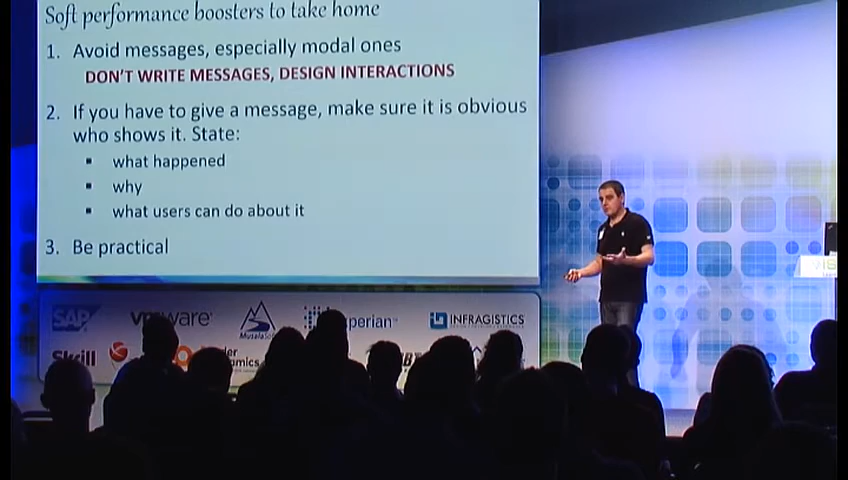 Soft performance boosters to take home
1. Avoid messages, especially modal ones
DON'T WRITE MESSAGES, DESIGN INTERACTIONS
2. If you have to give a message, make sure it is obvious
who shows it. State:
▪ what happened
▪ why
▪ what users can do about it
3. Be practical
SAP
INFRAGISTICS
Skrill